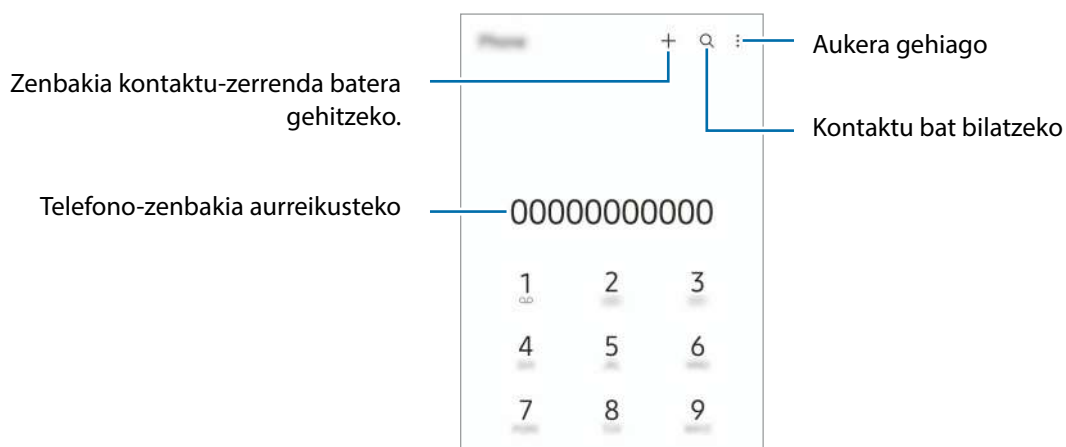 Aukera gehiago
Zenbakia kontaktu-zerrenda batera
gehitzeko.
Kontaktu bat bilatzeko
Telefono-zenbakia aurreikusteko
00000000000
1 2 3
4 5 6
7 8 9